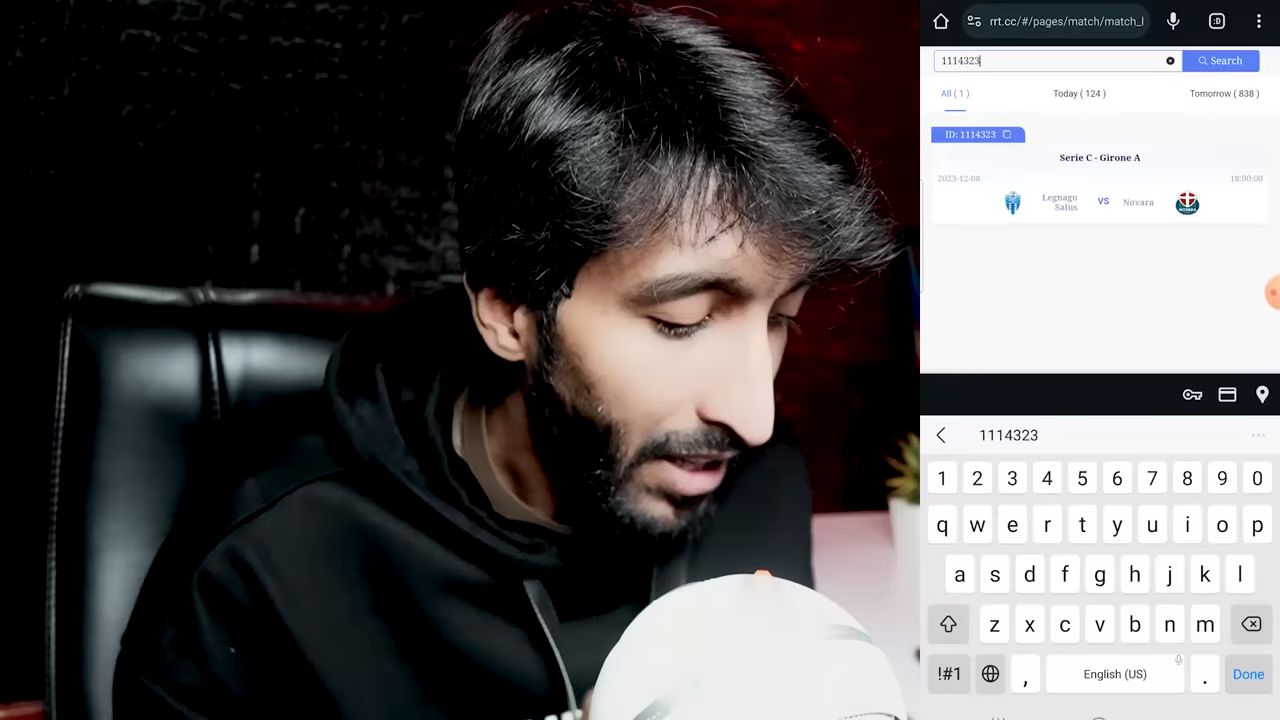 rrt.cc/#/pages/match/match_l
1114323
Search
All ( 1 )
Today ( 124 )
Tomorrow ( 838 )
ID: 1114323
Serie C - Girone A
2023-12-08
18:00:00
Legnago
Salus
VS
Novara
NOVARA
1114323
1 2 3 4 5 6 7 8 9 0
q w e r t y u i o p
a s d f g h j k l
z x c v b n m
!#1 , English (US) . Done